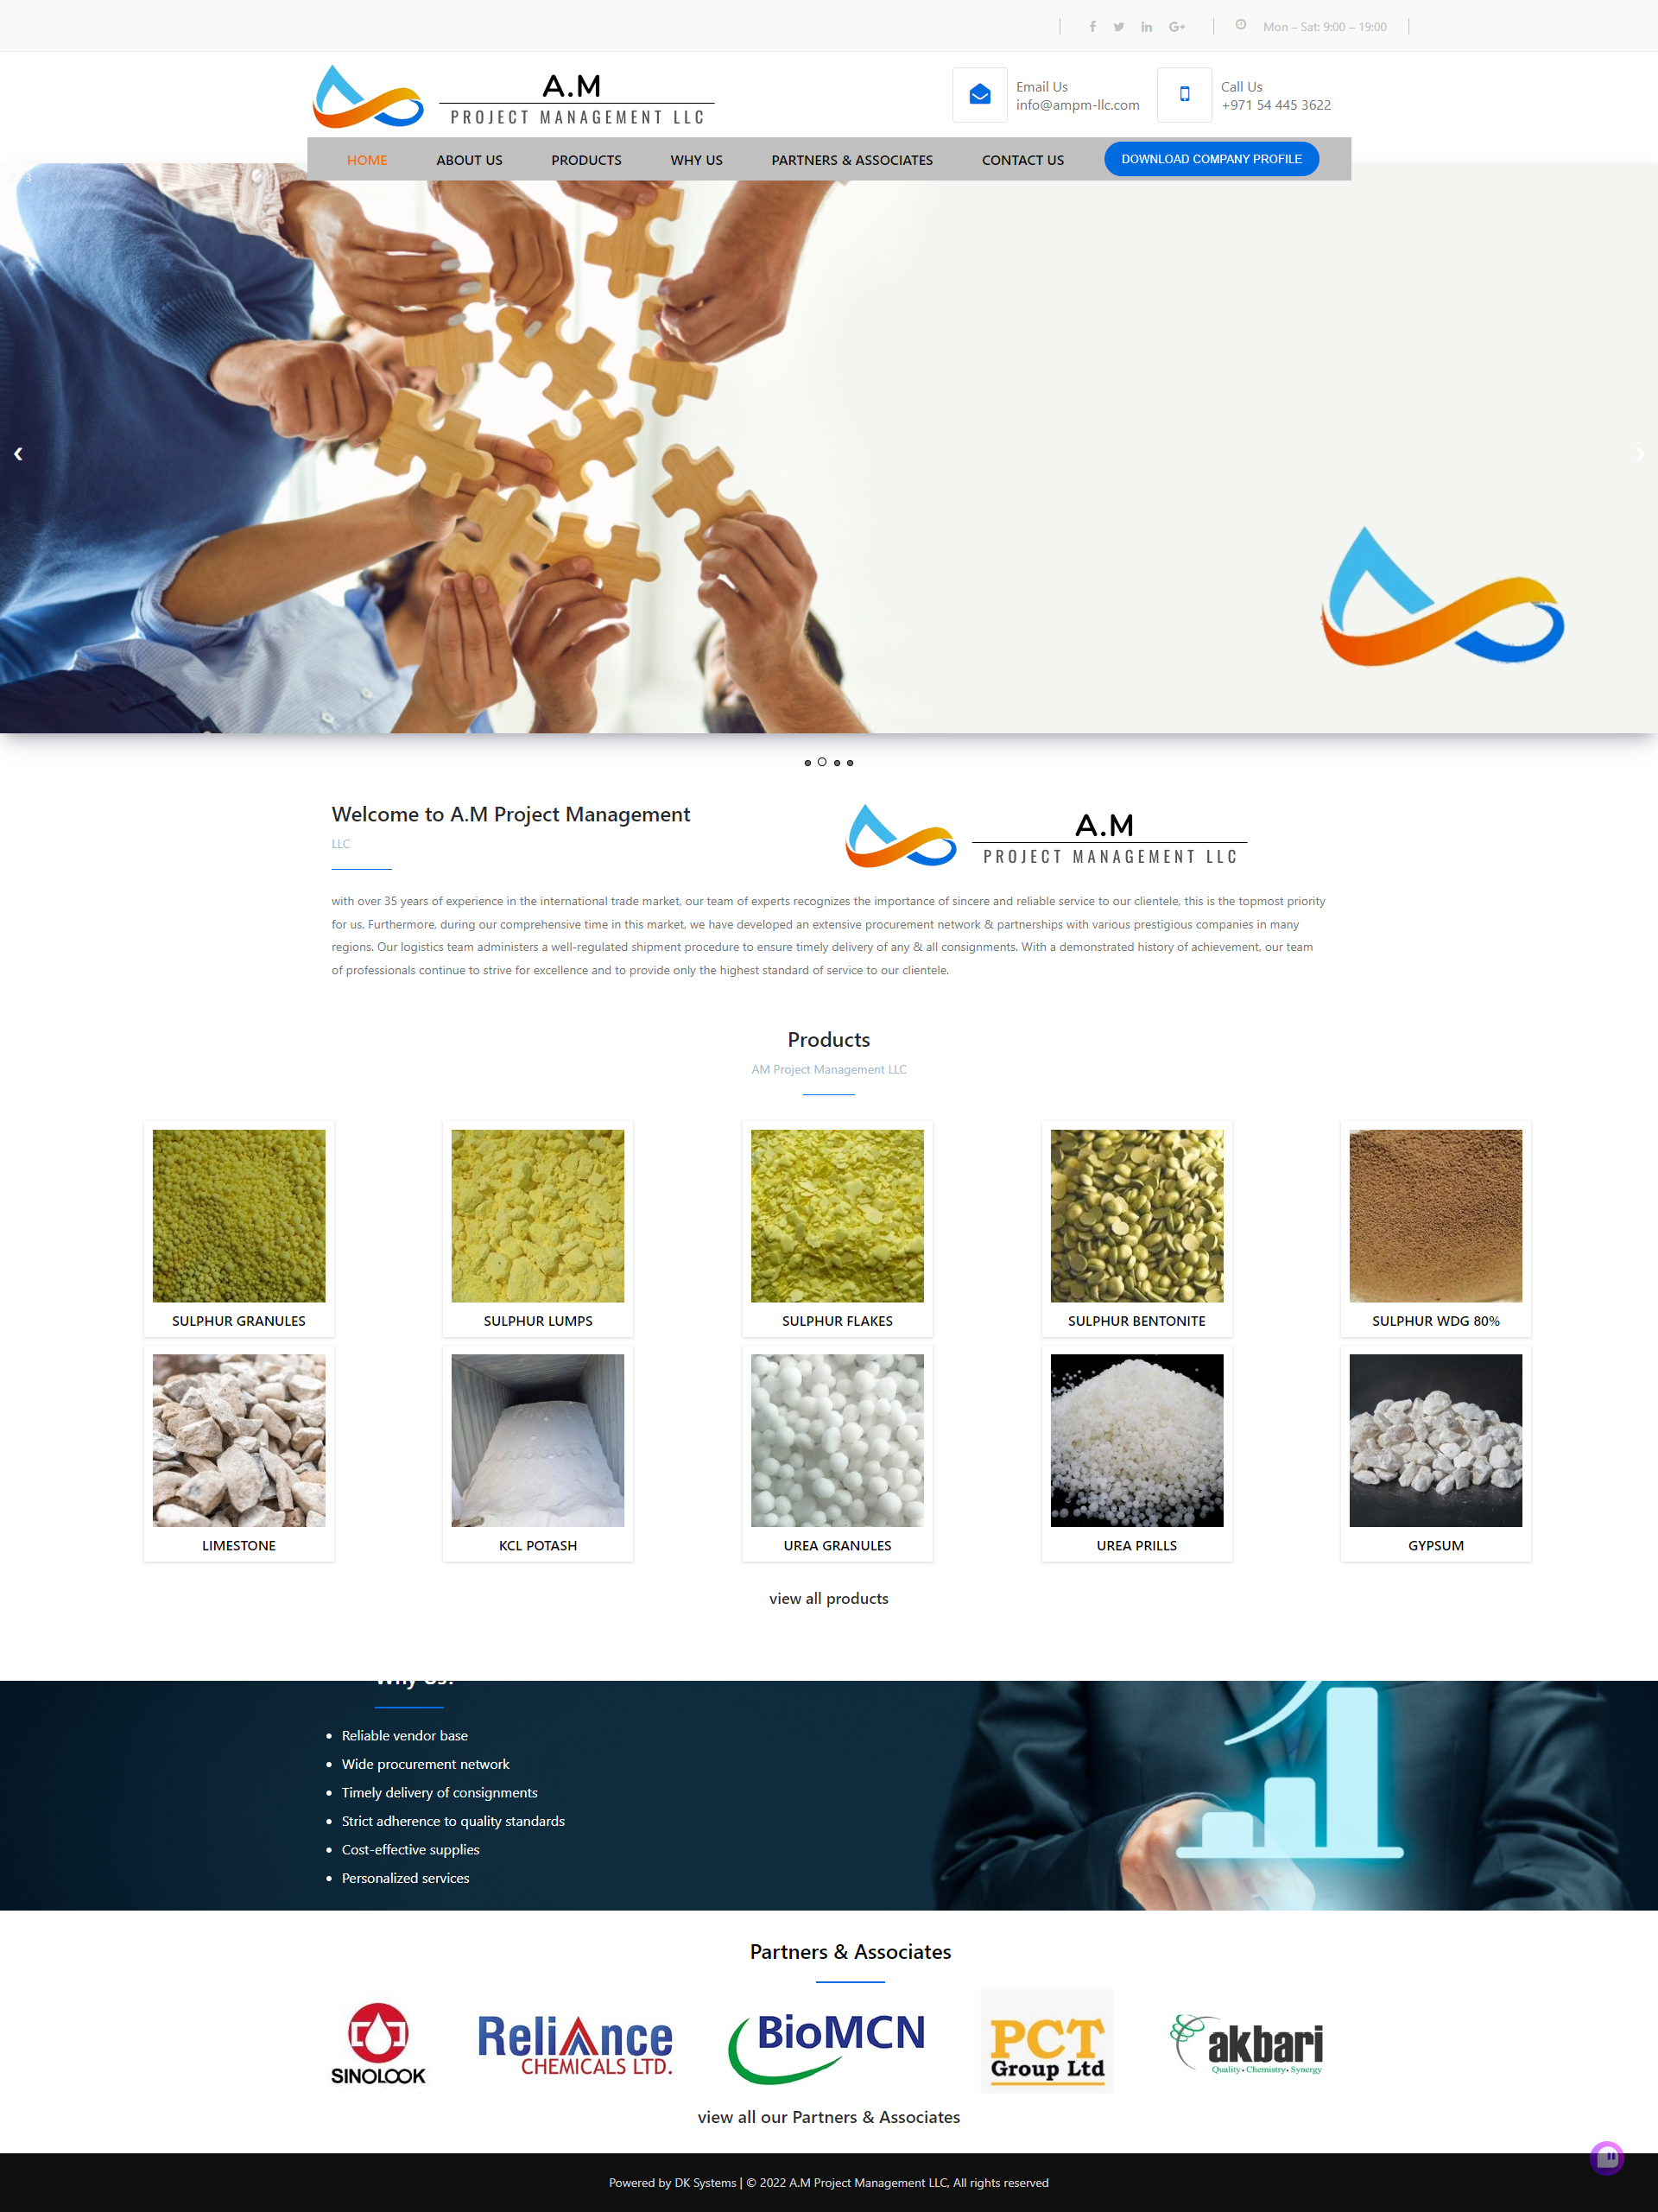 Mon – Sat: 9:00 – 19:00
A.M
PROJECT MANAGEMENT LLC
Email Us
info@ampm-llc.com
Call Us
+971 54 445 3622
HOME
ABOUT US
PRODUCTS
WHY US
PARTNERS & ASSOCIATES
CONTACT US
DOWNLOAD COMPANY PROFILE
Welcome to A.M Project Management
LLC
A.M
PROJECT MANAGEMENT LLC
with over 35 years of experience in the international trade market, our team of experts recognizes the importance of sincere and reliable service to our clientele, this is the topmost priority
for us. Furthermore, during our comprehensive time in this market, we have developed an extensive procurement network & partnerships with various prestigious companies in many
regions. Our logistics team administers a well-regulated shipment procedure to ensure timely delivery of any & all consignments. With a demonstrated history of achievement, our team
of professionals continue to strive for excellence and to provide only the highest standard of service to our clientele.
Products
AM Project Management LLC
SULPHUR GRANULES
SULPHUR LUMPS
SULPHUR FLAKES
SULPHUR BENTONITE
SULPHUR WDG 80%
LIMESTONE
KCL POTASH
UREA GRANULES
UREA PRILLS
GYPSUM
view all products
Why Us?
Reliable vendor base
Wide procurement network
Timely delivery of consignments
Strict adherence to quality standards
Cost-effective supplies
Personalized services
Partners & Associates
SINOLOOK
Reliance
CHEMICALS LTD.
BioMCN
PCT
Group Ltd
akbari
Quality • Chemistry • Synergy
view all our Partners & Associates
Powered by DK Systems | © 2022 A.M Project Management LLC, All rights reserved